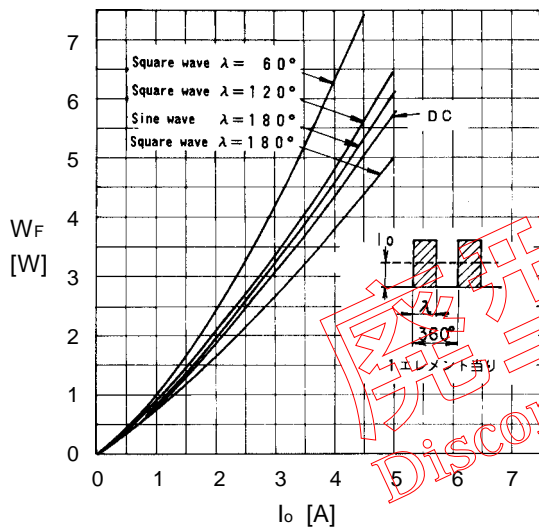 7
6
5
4
3
2
1
0
WF
[W]
Square wave λ = 60°
Square wave λ = 120°
Sine wave λ = 180°
Square wave λ = 180°
DC
Io
λ
360°
1エレメント当り
廃
Discon
0 1 2 3 4 5 6 7
Io [A]